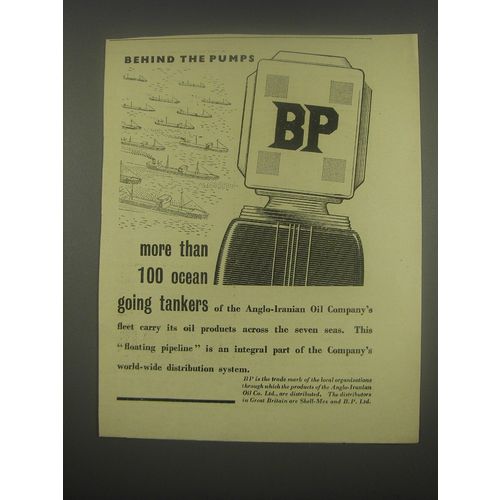 BEHIND THE PUMPS
BP
more than
100 ocean
going tankers of the Anglo-Iranian Oil Company's
fleet carry its oil products across the seven seas. This
"floating pipeline" is an integral part of the Company's
world-wide distribution system.
BP is the trade mark of the local organisations
through which the products of the Anglo-Iranian
Oil Co. Ltd., are distributed. The distributors
in Great Britain are Shell-Mex and B.P. Ltd.